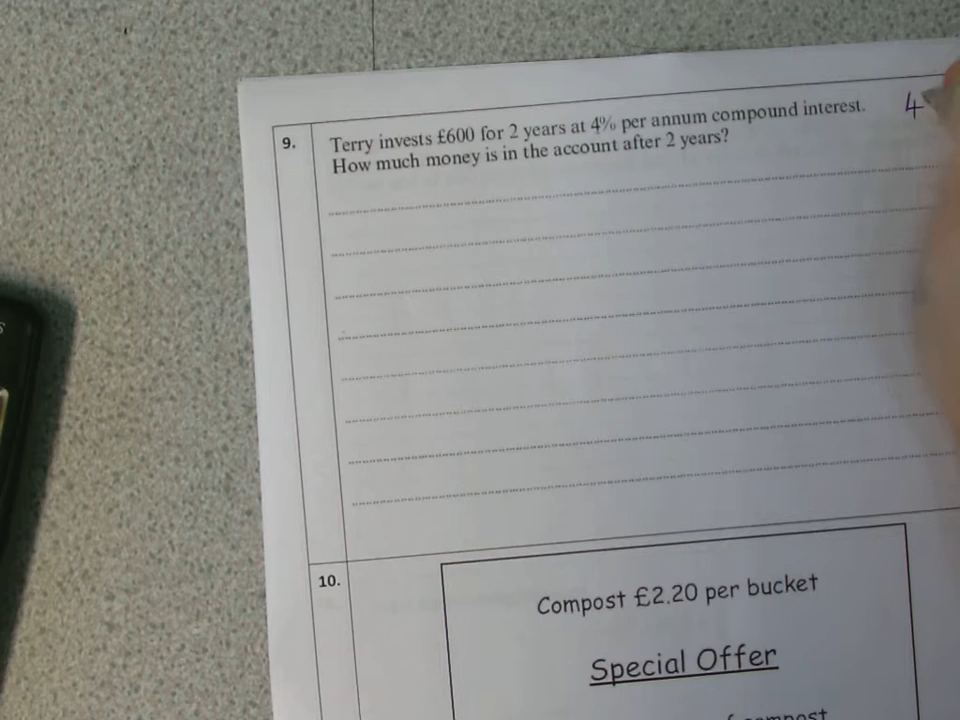 9.
Terry invests £600 for 2 years at 4% per annum compound interest.
How much money is in the account after 2 years?
4
10.
Compost £2.20 per bucket
Special Offer